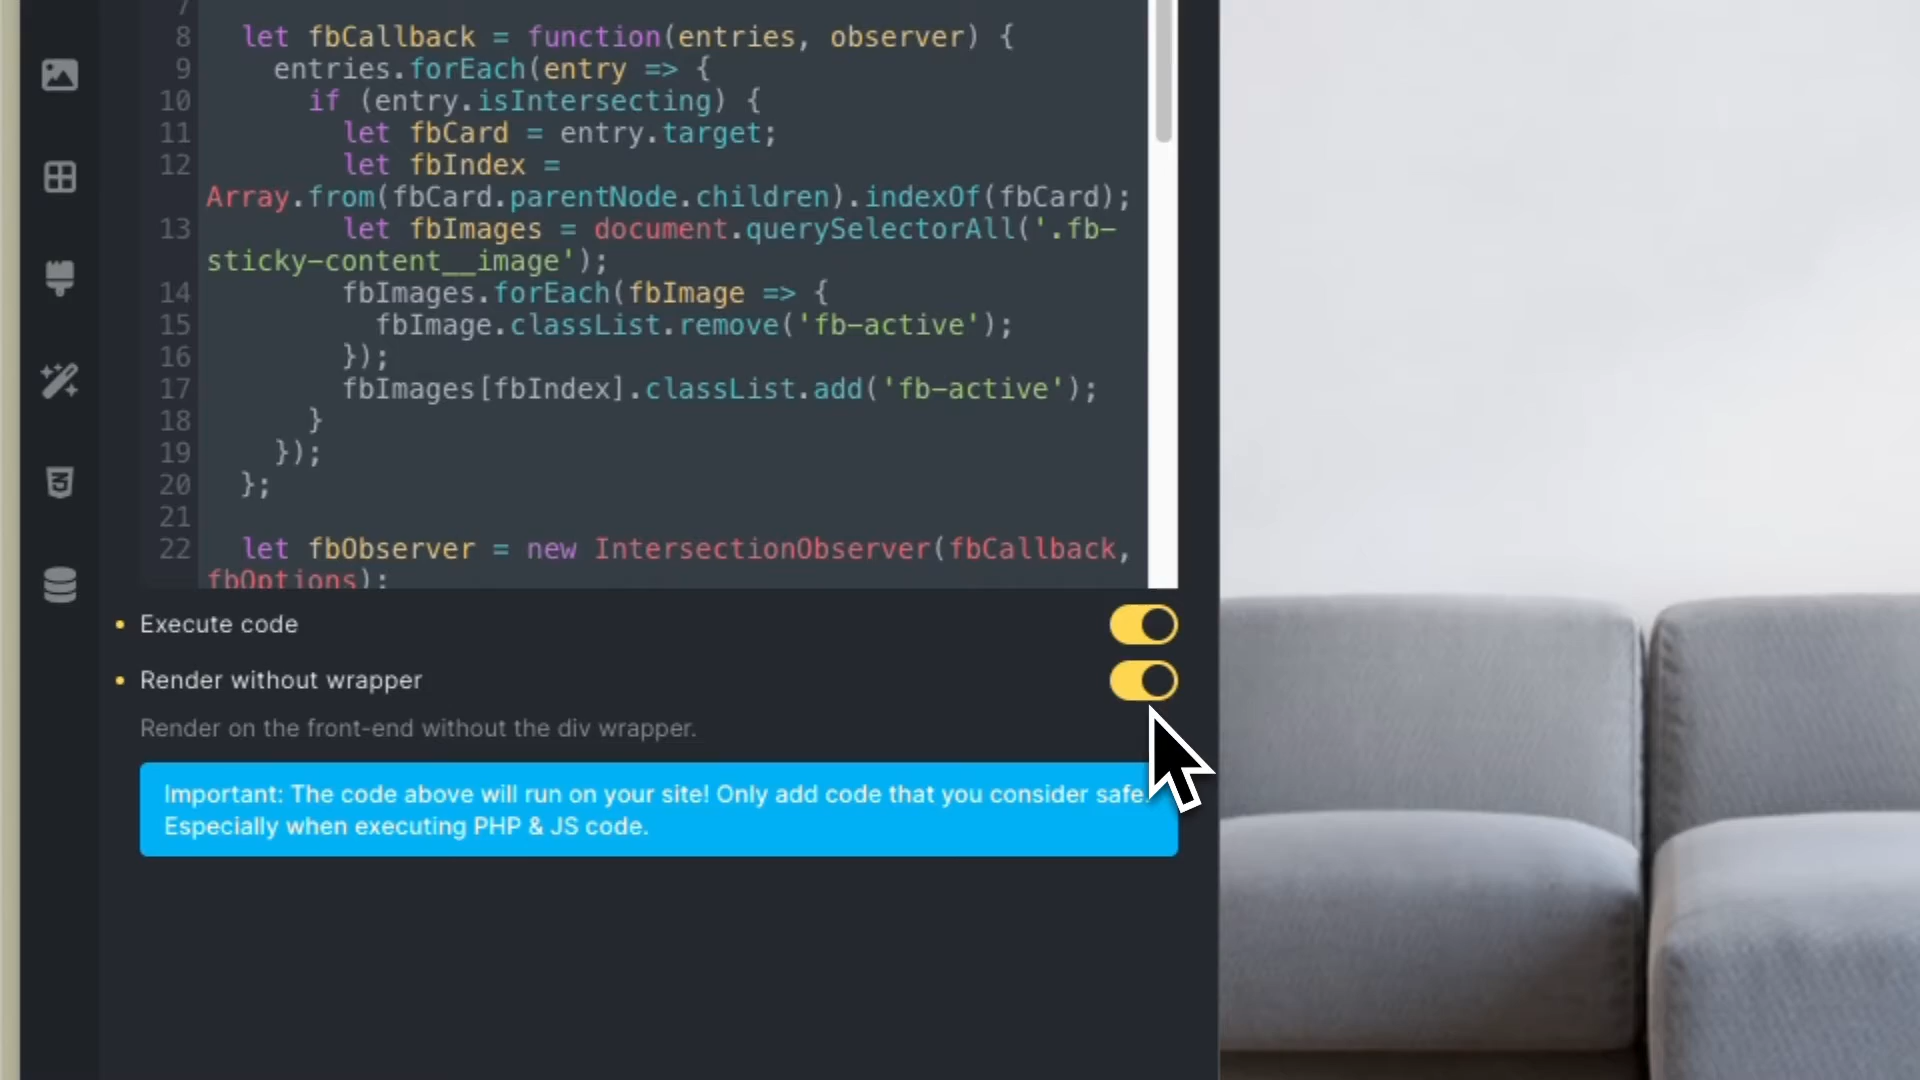 7
8 let fbCallback = function(entries, observer) {
9 entries.forEach(entry => {
10 if (entry.isIntersecting) {
11 let fbCard = entry.target;
12 let fbIndex =
Array.from(fbCard.parentNode.children).indexOf(fbCard);
13 let fbImages = document.querySelectorAll('.fb-
sticky-content__image');
14 fbImages.forEach(fbImage => {
15 fbImage.classList.remove('fb-active');
16 });
17 fbImages[fbIndex].classList.add('fb-active');
18 }
19 });
20 };
21
22 let fbObserver = new IntersectionObserver(fbCallback,
fbOptions);
Execute code
Render without wrapper
Render on the front-end without the div wrapper.
Important: The code above will run on your site! Only add code that you consider safe.
Especially when executing PHP & JS code.